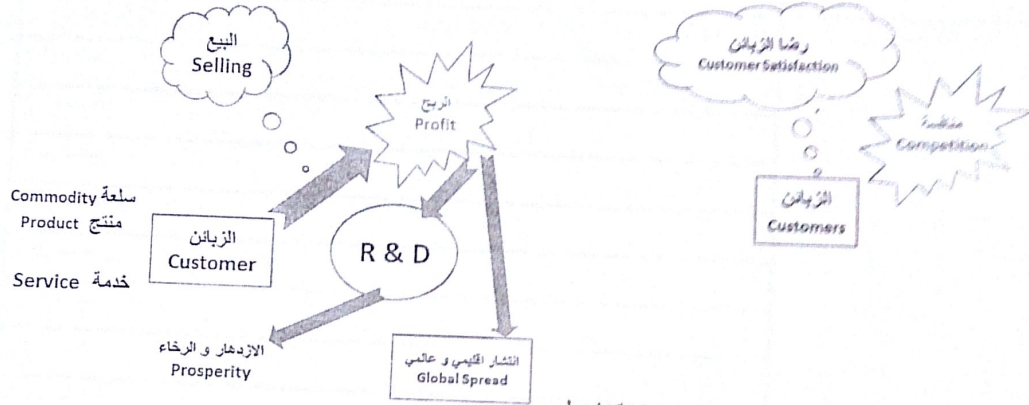 البيع
Selling
الربح
Profit
سلعة Commodity
منتج Product
خدمة Service
الزبائن
Customer
R & D
الازدهار و الرخاء
Prosperity
انتشار اقليمي و عالمي
Global Spread
رضا الزبائن
Customer Satisfaction
منافسة
Competition
الزبائن
Customers